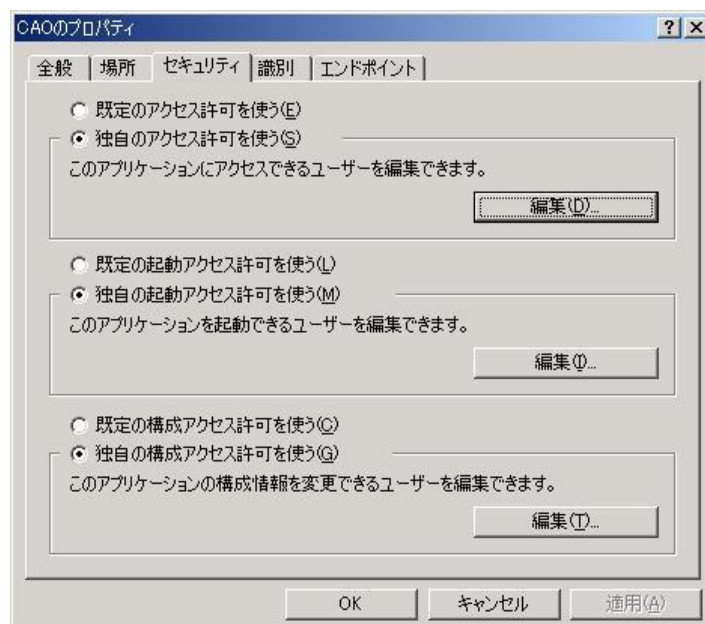 CAOのプロパティ
全般 場所 セキュリティ 識別 エンドポイント
既定のアクセス許可を使う(E)
独自のアクセス許可を使う(S)
このアプリケーションにアクセスできるユーザーを編集できます。
編集(D)...
既定の起動アクセス許可を使う(L)
独自の起動アクセス許可を使う(M)
このアプリケーションを起動できるユーザーを編集できます。
編集(I)...
既定の構成アクセス許可を使う(C)
独自の構成アクセス許可を使う(G)
このアプリケーションの構成情報を変更できるユーザーを編集できます。
編集(T)...
OK キャンセル 適用(A)